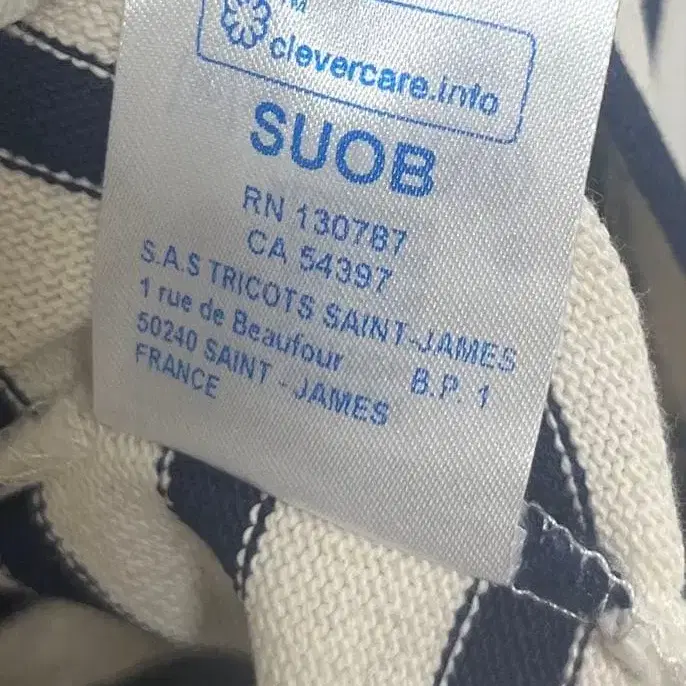 TM
clevercare.info
SUOB
RN 130787
CA 54397
S.A.S TRICOTS SAINT-JAMES
1 rue de Beaufour B.P. 1
50240 SAINT - JAMES
FRANCE